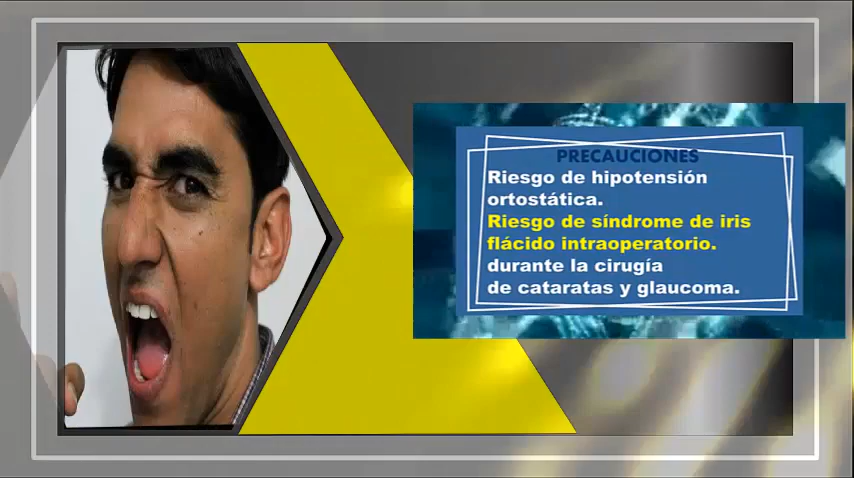 PRECAUCIONES
Riesgo de hipotensión
ortostática.
Riesgo de síndrome de iris
flácido intraoperatorio.
durante la cirugía
de cataratas y glaucoma.